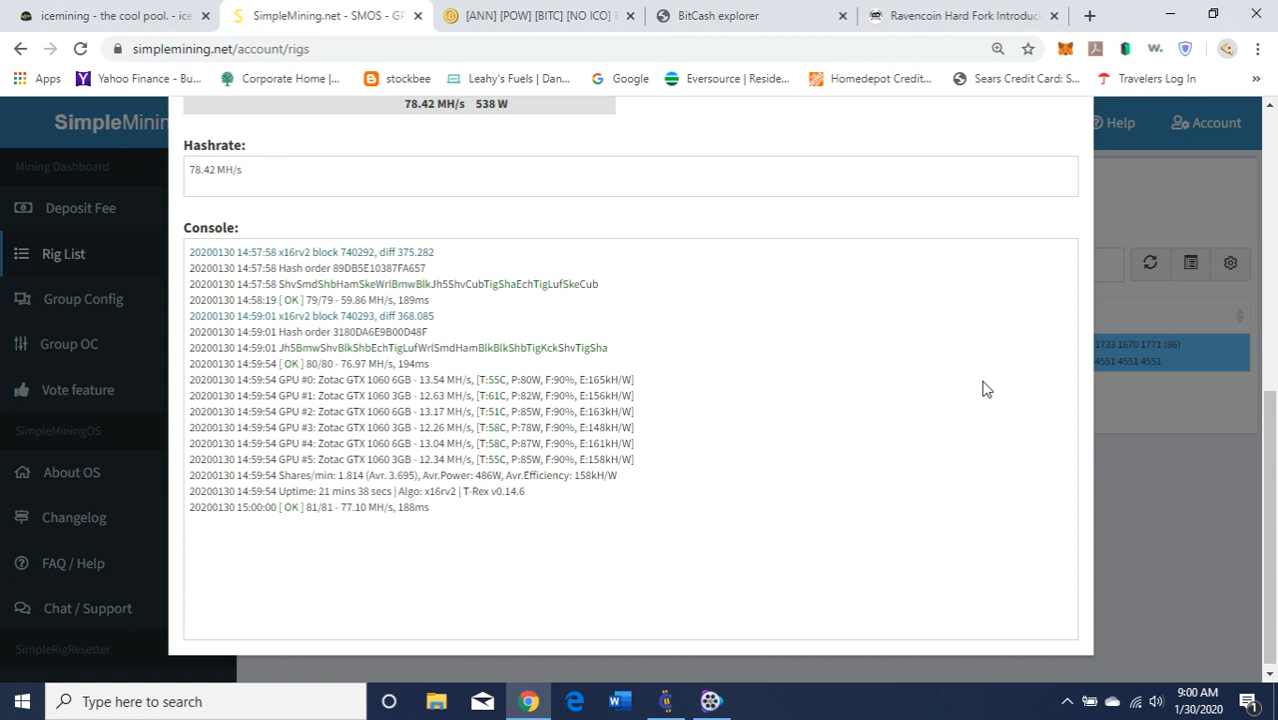 icemining - the cool pool. - ice
SimpleMining.net - SMOS - GP
[ANN] [POW] [BITC] [NO ICO] E
BitCash explorer
Ravencoin Hard Fork Introduci
simplemining.net/account/rigs
Apps
Yahoo Finance - Bu...
Corporate Home |...
stockbee
Leahy's Fuels | Dan...
Google
Eversource | Reside...
Homedepot Credit...
Sears Credit Card: S...
Travelers Log In
»
SimpleMinin
Help
Account
Mining Dashboard
Deposit Fee
Rig List
Group Config
Group OC
Vote feature
SimpleMiningOS
About OS
Changelog
FAQ / Help
Chat / Support
SimpleRigResetter
78.42 MH/s 538 W
Hashrate:
78.42 MH/s
Console:
20200130 14:57:58 x16rv2 block 740292, diff 375.282
20200130 14:57:58 Hash order 89DB5E10387FA657
20200130 14:57:58 ShvSmdShbHamSkeWrlBmwBlkJh5ShvCubTigShaEchTigLufSkeCub
20200130 14:58:19 [ OK ] 79/79 - 59.86 MH/s, 189ms
20200130 14:59:01 x16rv2 block 740293, diff 368.085
20200130 14:59:01 Hash order 3180DA6E9B00D48F
20200130 14:59:01 Jh5BmwShvBlkShbEchTigLufWrlSmdHamBlkBlkShbTigKckShvTigSha
20200130 14:59:54 [ OK ] 80/80 - 76.97 MH/s, 194ms
20200130 14:59:54 GPU #0: Zotac GTX 1060 6GB - 13.54 MH/s, [T:55C, P:80W, F:90%, E:165kH/W]
20200130 14:59:54 GPU #1: Zotac GTX 1060 3GB - 12.63 MH/s, [T:61C, P:82W, F:90%, E:156kH/W]
20200130 14:59:54 GPU #2: Zotac GTX 1060 6GB - 13.17 MH/s, [T:51C, P:85W, F:90%, E:163kH/W]
20200130 14:59:54 GPU #3: Zotac GTX 1060 3GB - 12.26 MH/s, [T:58C, P:78W, F:90%, E:148kH/W]
20200130 14:59:54 GPU #4: Zotac GTX 1060 6GB - 13.04 MH/s, [T:58C, P:87W, F:90%, E:161kH/W]
20200130 14:59:54 GPU #5: Zotac GTX 1060 3GB - 12.34 MH/s, [T:55C, P:85W, F:90%, E:158kH/W]
20200130 14:59:54 Shares/min: 1.814 (Avr. 3.695), Avr.Power: 486W, Avr.Efficiency: 158kH/W
20200130 14:59:54 Uptime: 21 mins 38 secs | Algo: x16rv2 | T-Rex v0.14.6
20200130 15:00:00 [ OK ] 81/81 - 77.10 MH/s, 188ms
1733 1670 1771 (86)
4551 4551 4551
Type here to search
9:00 AM
1/30/2020
1